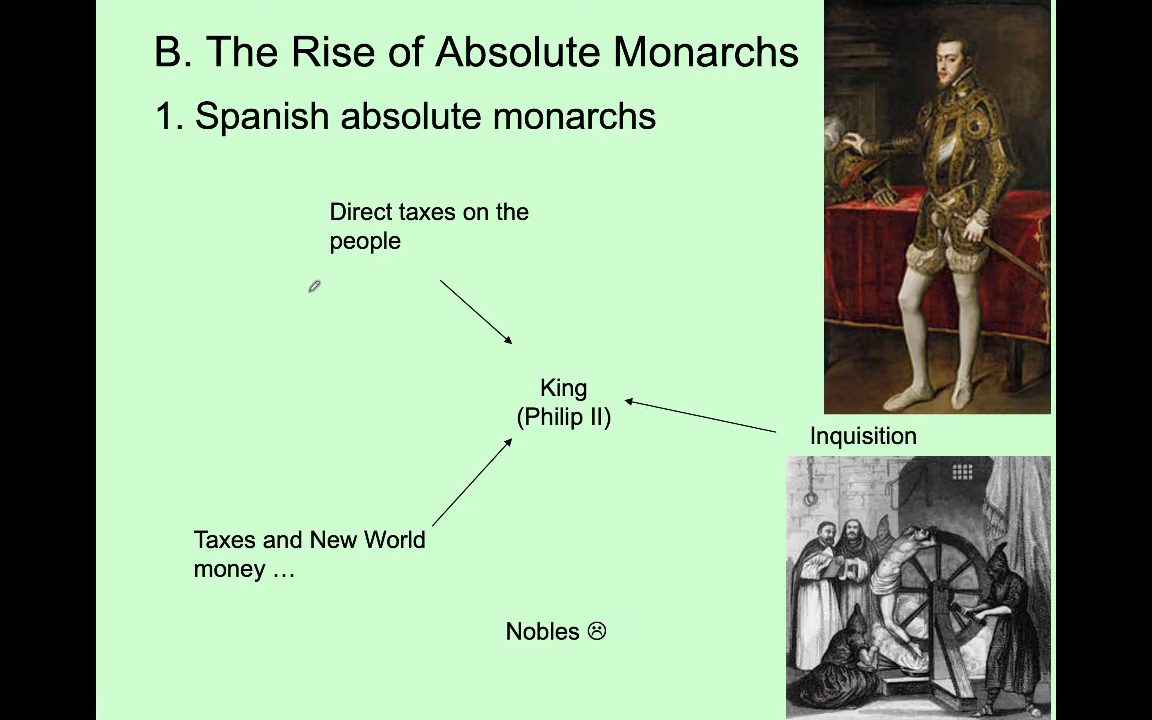 B. The Rise of Absolute Monarchs
1. Spanish absolute monarchs
Direct taxes on the
people
King
(Philip II)
Inquisition
Taxes and New World
money …
Nobles ☹